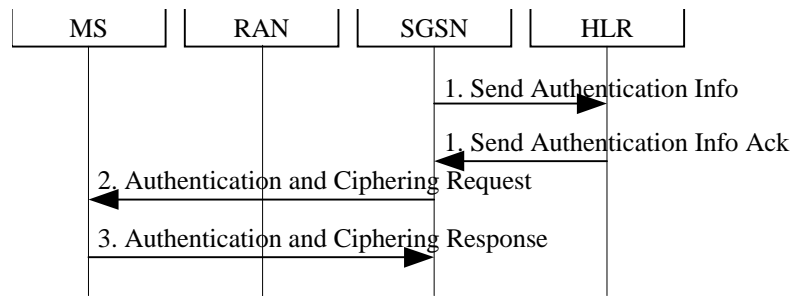 MS RAN SGSN HLR
1. Send Authentication Info
1. Send Authentication Info Ack
2. Authentication and Ciphering Request
3. Authentication and Ciphering Response